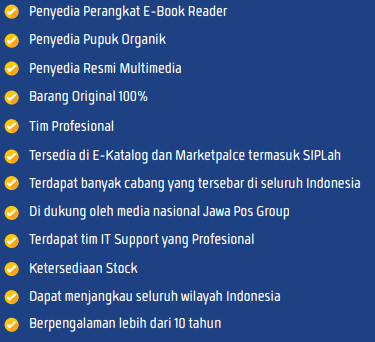 Penyedia Perangkat E-Book Reader
Penyedia Pupuk Organik
Penyedia Resmi Multimedia
Barang Original 100%
Tim Profesional
Tersedia di E-Katalog dan Marketpalce termasuk SIPLah
Terdapat banyak cabang yang tersebar di seluruh Indonesia
Di dukung oleh media nasional Jawa Pos Group
Terdapat tim IT Support yang Profesional
Ketersediaan Stock
Dapat menjangkau seluruh wilayah Indonesia
Berpengalaman lebih dari 10 tahun